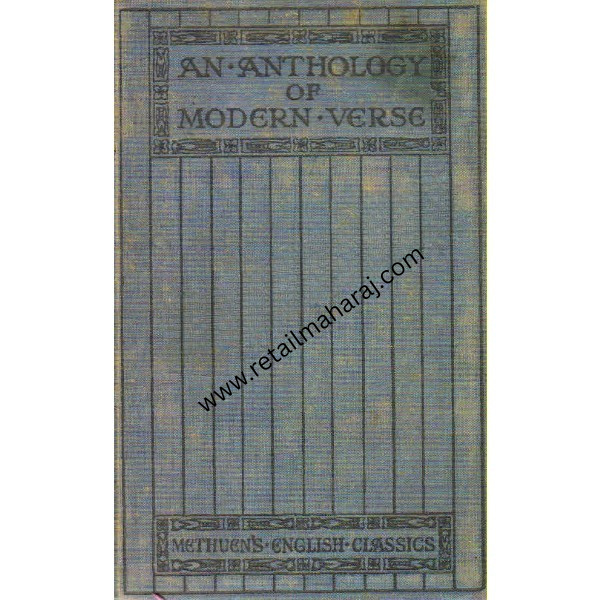 AN·ANTHOLOGY
OF
MODERN·VERSE
www.retailmaharaj.com
METHUEN'S·ENGLISH·CLASSICS